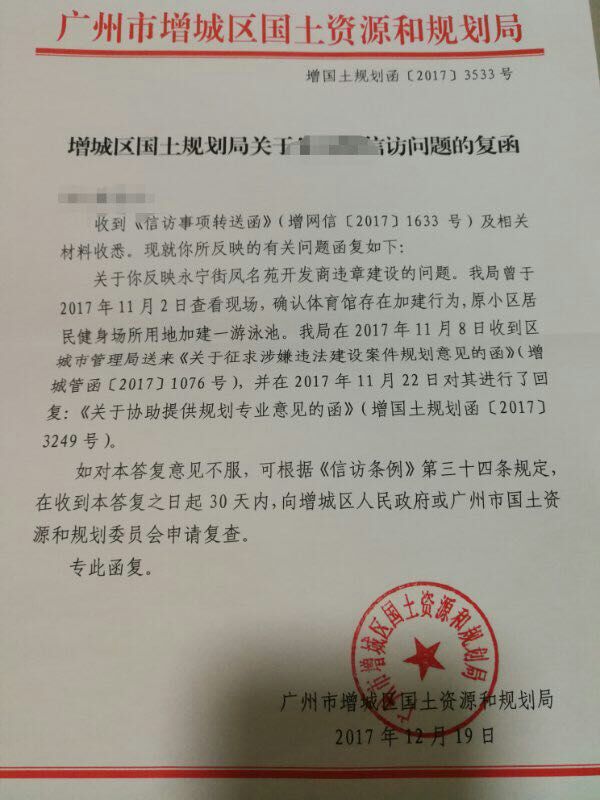 广州市增城区国土资源和规划局
增国土规划函〔2017〕3533 号
增城区国土规划局关于 信访问题的复函
收到《信访事项转送函》(增网信〔2017〕1633 号)及相关
材料收悉。现就你所反映的有关问题函复如下:
关于你反映永宁街凤名苑开发商违章建设的问题。我局曾于
2017 年 11 月 2 日查看现场,确认体育馆存在加建行为,原小区居
民健身场所用地加建一游泳池。我局在 2017 年 11 月 8 日收到区
城市管理局送来《关于征求涉嫌违法建设案件规划意见的函》(增
城管函〔2017〕1076 号),并在 2017 年 11 月 22 日对其进行了回
复:《关于协助提供规划专业意见的函》(增国土规划函〔2017〕
3249 号)。
如对本答复意见不服,可根据《信访条例》第三十四条规定,
在收到本答复之日起 30 天内,向增城区人民政府或广州市国土资
源和规划委员会申请复查。
专此函复。
广州市增城区国土资源和规划局
广州市增城区国土资源和规划局
2017 年 12 月 19 日